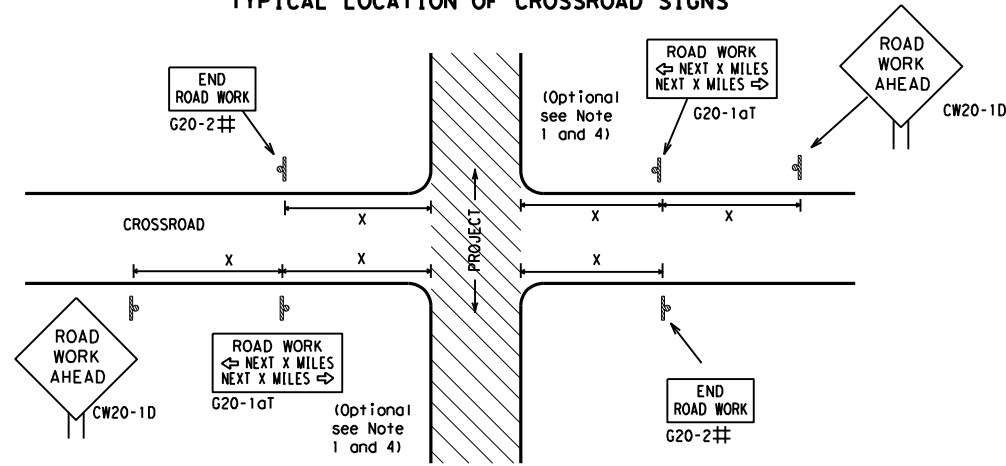 TYPICAL LOCATION OF CROSSROAD SIGNS
END
ROAD WORK
G20-2#
ROAD WORK
⇦ NEXT X MILES
NEXT X MILES ⇨
G20-1aT
(Optional
see Note
1 and 4)
ROAD
WORK
AHEAD
CW20-1D
X
X
X
CROSSROAD
PROJECT
X
X
X
ROAD
WORK
AHEAD
CW20-1D
ROAD WORK
⇦ NEXT X MILES
NEXT X MILES ⇨
G20-1aT
(Optional
see Note
1 and 4)
END
ROAD WORK
G20-2#